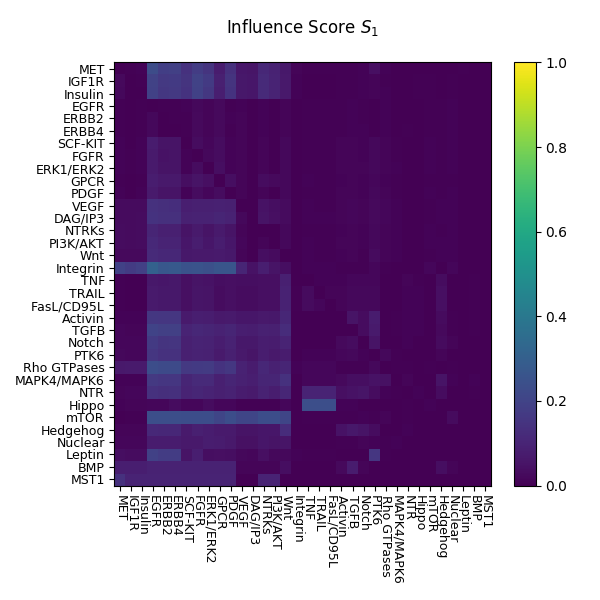 Influence Score S1
MET
IGF1R
Insulin
EGFR
ERBB2
ERBB4
SCF-KIT
FGFR
ERK1/ERK2
GPCR
PDGF
VEGF
DAG/IP3
NTRKs
PI3K/AKT
Wnt
Integrin
TNF
TRAIL
FasL/CD95L
Activin
TGFB
Notch
PTK6
Rho GTPases
MAPK4/MAPK6
NTR
Hippo
mTOR
Hedgehog
Nuclear
Leptin
BMP
MST1
MET
IGF1R
Insulin
EGFR
ERBB2
ERBB4
SCF-KIT
FGFR
ERK1/ERK2
GPCR
PDGF
VEGF
DAG/IP3
NTRKs
PI3K/AKT
Wnt
Integrin
TNF
TRAIL
FasL/CD95L
Activin
TGFB
Notch
PTK6
Rho GTPases
MAPK4/MAPK6
NTR
Hippo
mTOR
Hedgehog
Nuclear
Leptin
BMP
MST1
1.0
0.8
0.6
0.4
0.2
0.0